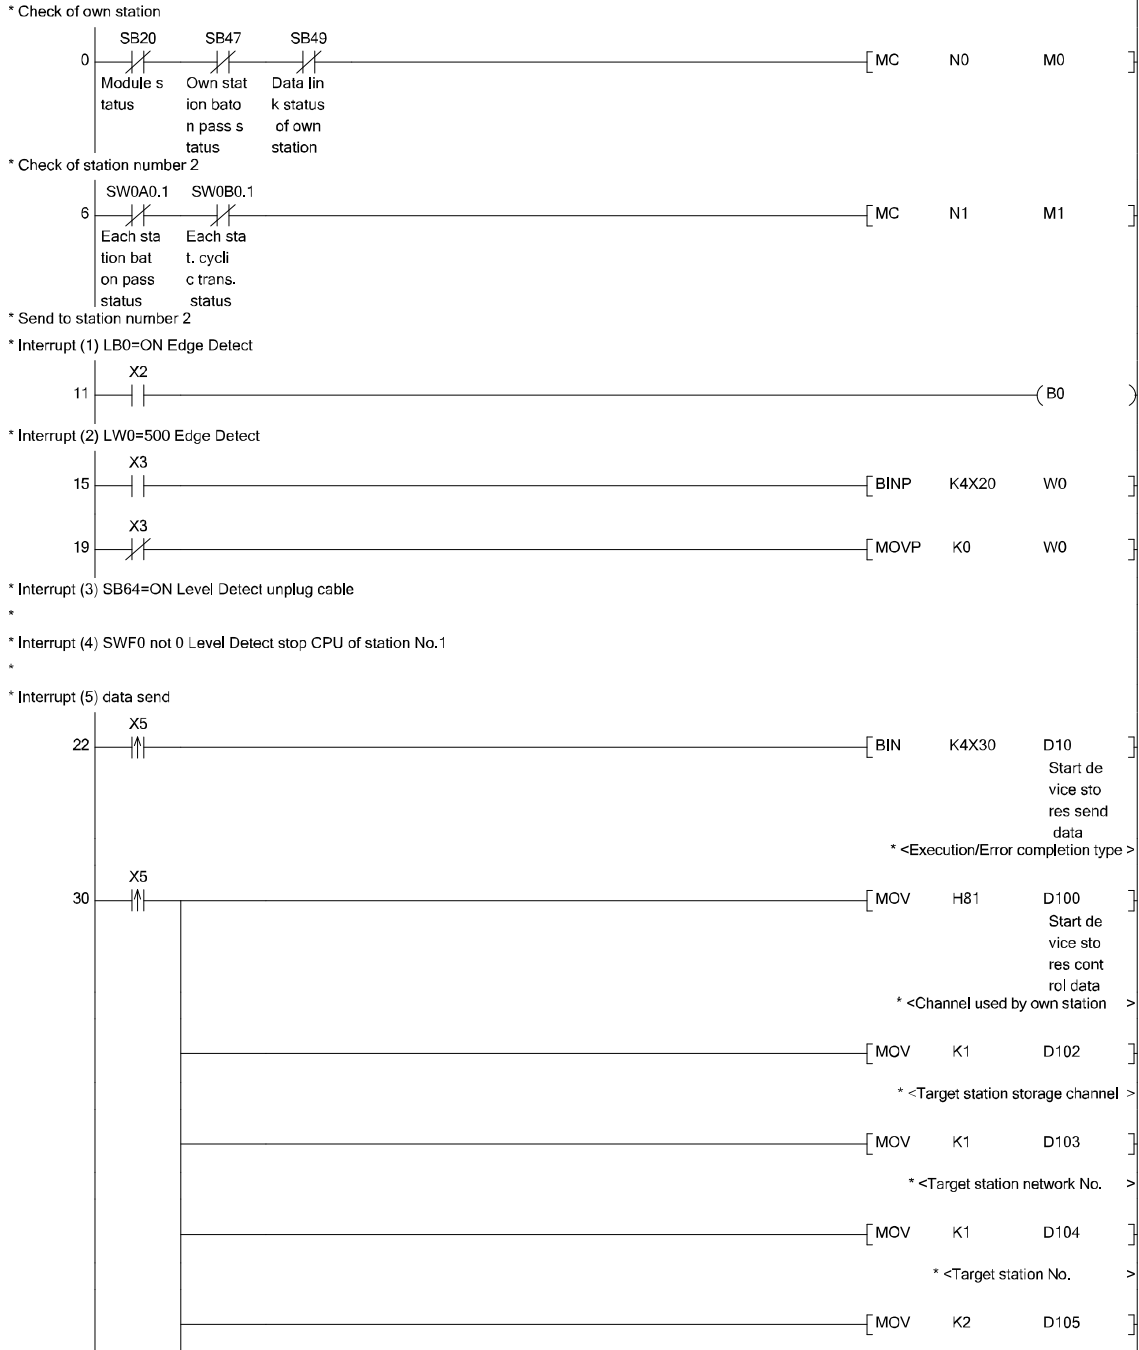 * Check of own station
SB20 SB47 SB49
0 MC N0 M0
Module s Own stat Data lin
tatus ion bato k status
n pass s of own
tatus station
* Check of station number 2
SW0A0.1 SW0B0.1
6 MC N1 M1
Each sta Each sta
tion bat t. cycli
on pass c trans.
status status
* Send to station number 2
* Interrupt (1) LB0=ON Edge Detect
X2
11 B0
* Interrupt (2) LW0=500 Edge Detect
X3
15 BINP K4X20 W0
X3
19 MOVP K0 W0
* Interrupt (3) SB64=ON Level Detect unplug cable
*
* Interrupt (4) SWF0 not 0 Level Detect stop CPU of station No.1
*
* Interrupt (5) data send
X5
22 BIN K4X30 D10
Start de
vice sto
res send
data
* <Execution/Error completion type >
X5
30 MOV H81 D100
Start de
vice sto
res cont
rol data
* <Channel used by own station >
MOV K1 D102
* <Target station storage channel >
MOV K1 D103
* <Target station network No. >
MOV K1 D104
* <Target station No. >
MOV K2 D105